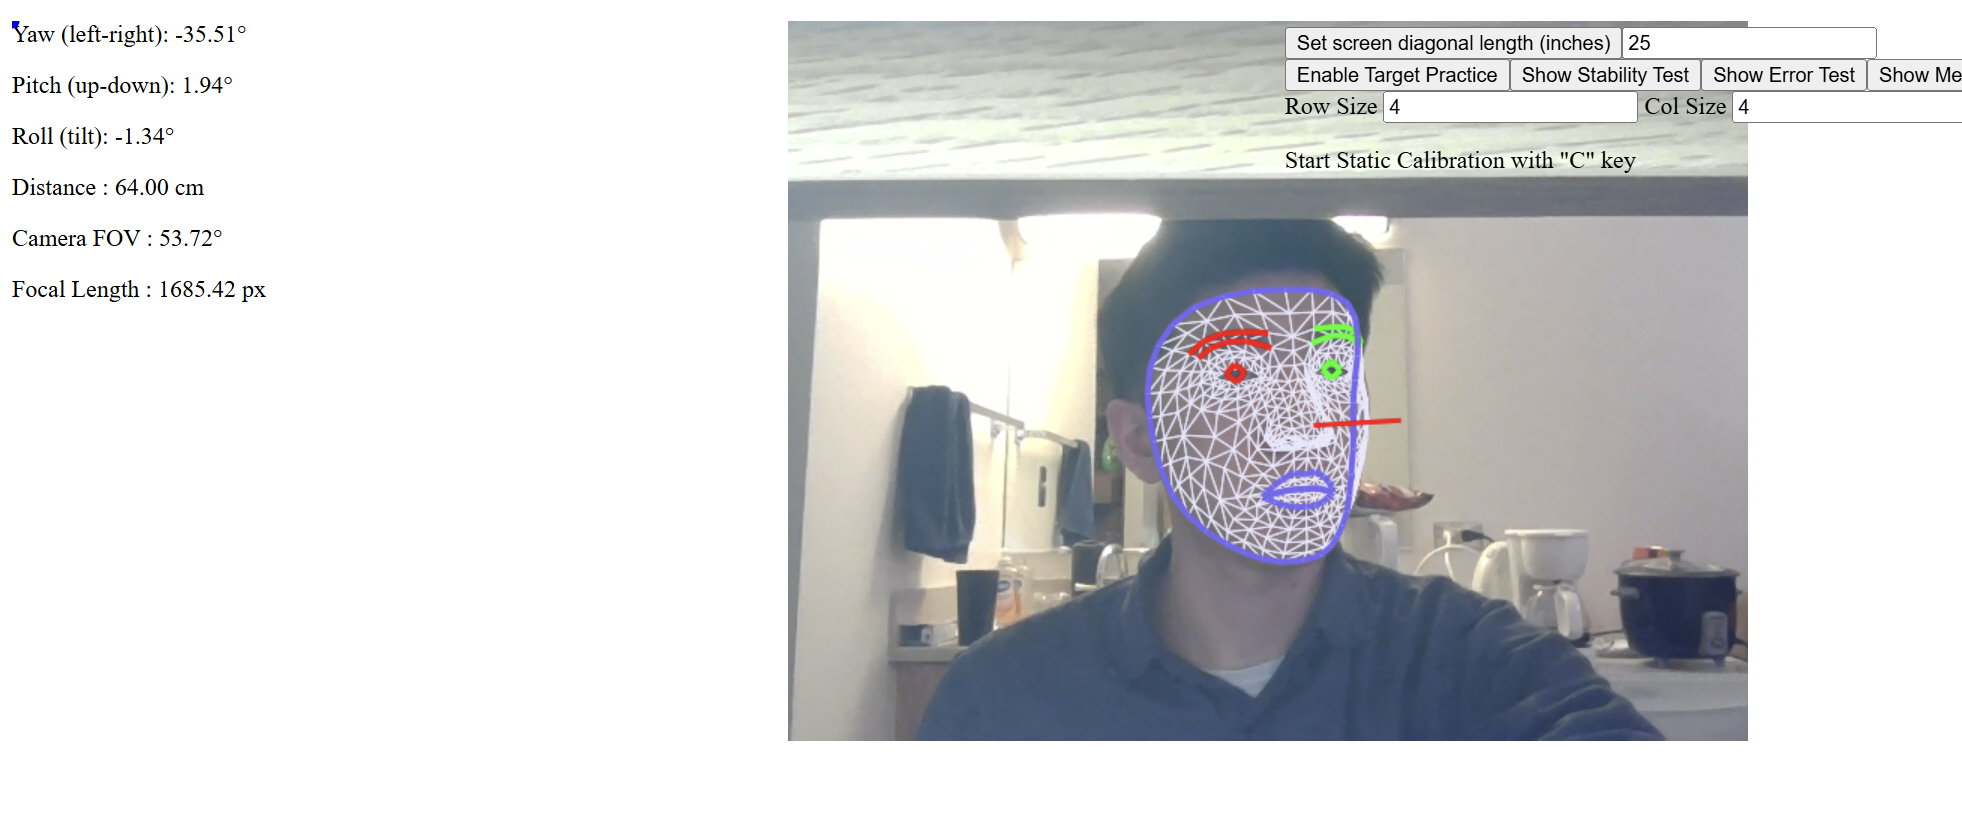 Yaw (left-right): -35.51°
Pitch (up-down): 1.94°
Roll (tilt): -1.34°
Distance : 64.00 cm
Camera FOV : 53.72°
Focal Length : 1685.42 px
Set screen diagonal length (inches) 25
Enable Target Practice Show Stability Test Show Error Test Show Me
Row Size 4 Col Size 4
Start Static Calibration with "C" key